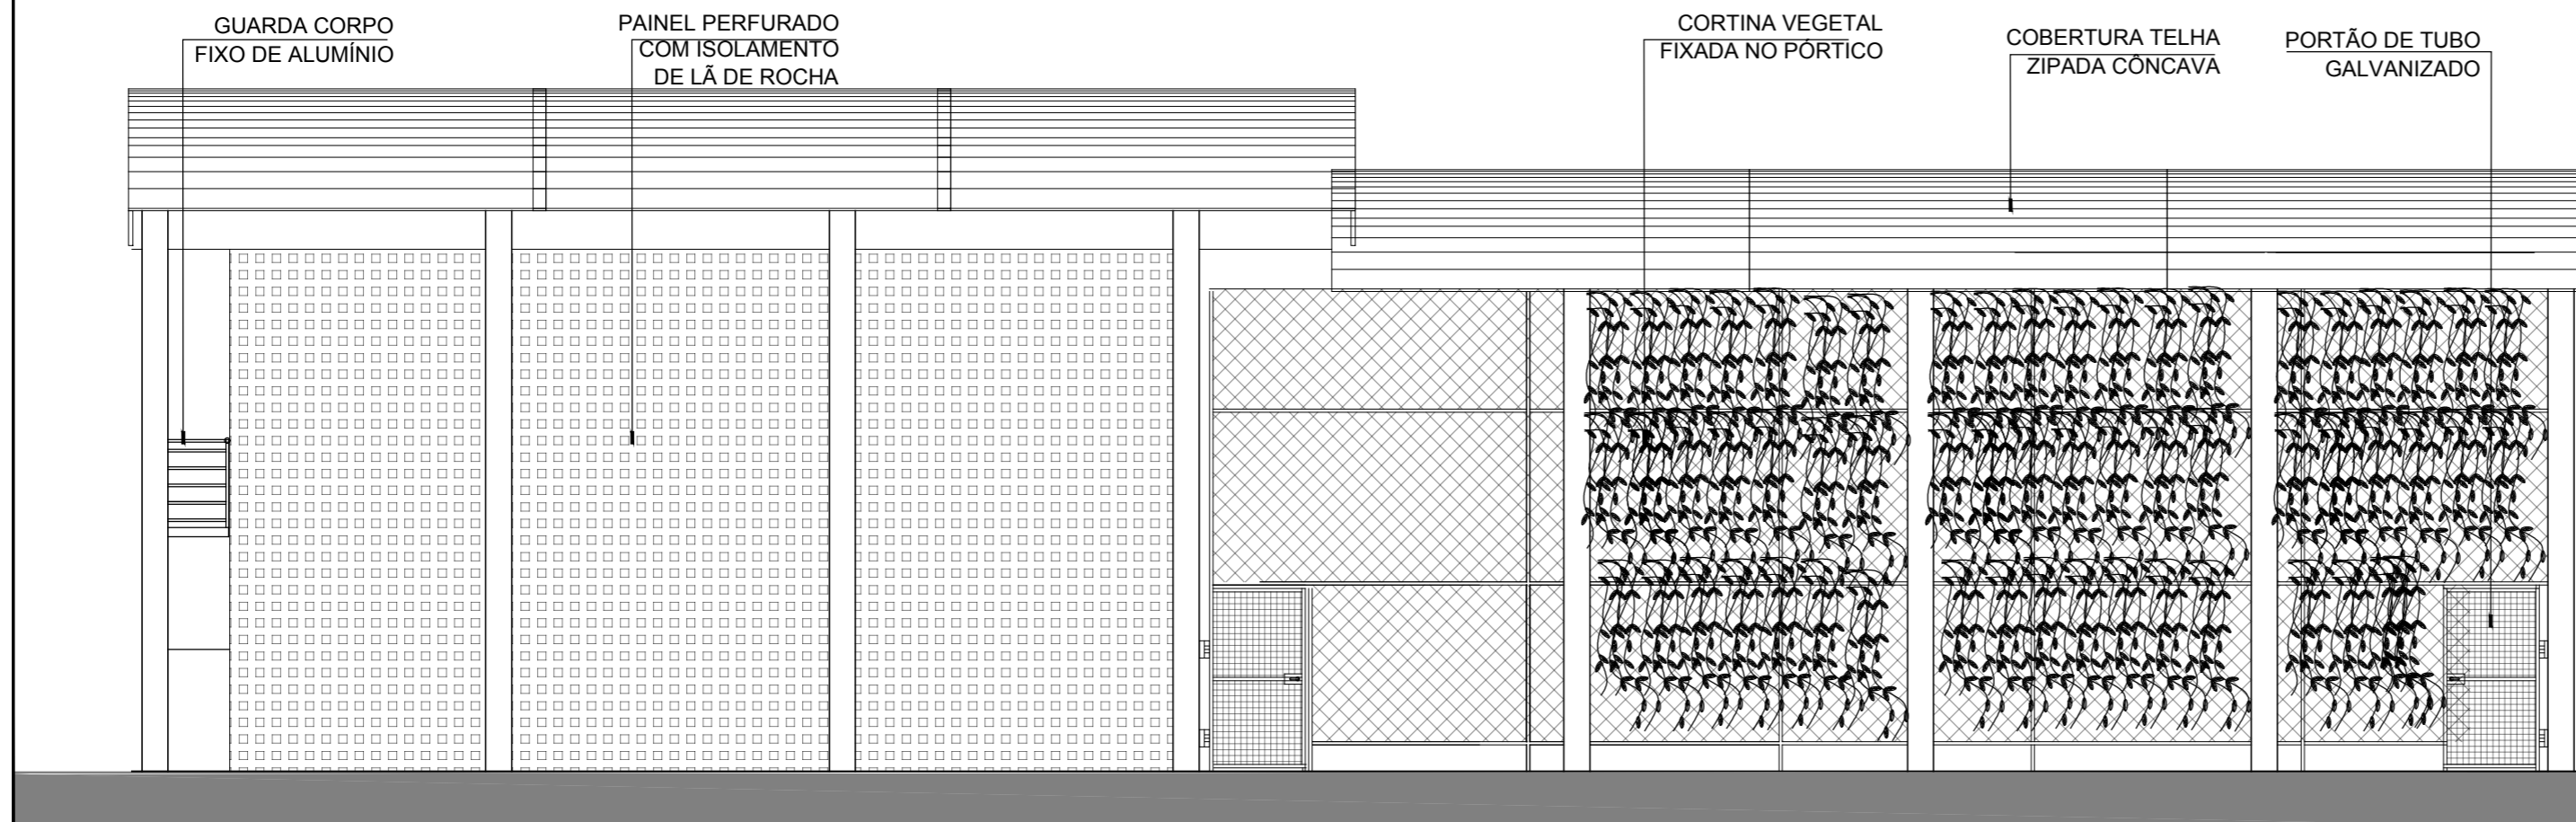 GUARDA CORPO
FIXO DE ALUMÍNIO
PAINEL PERFURADO
COM ISOLAMENTO
DE LÃ DE ROCHA
CORTINA VEGETAL
FIXADA NO PÓRTICO
COBERTURA TELHA
ZIPADA CÔNCAVA
PORTÃO DE TUBO
GALVANIZADO